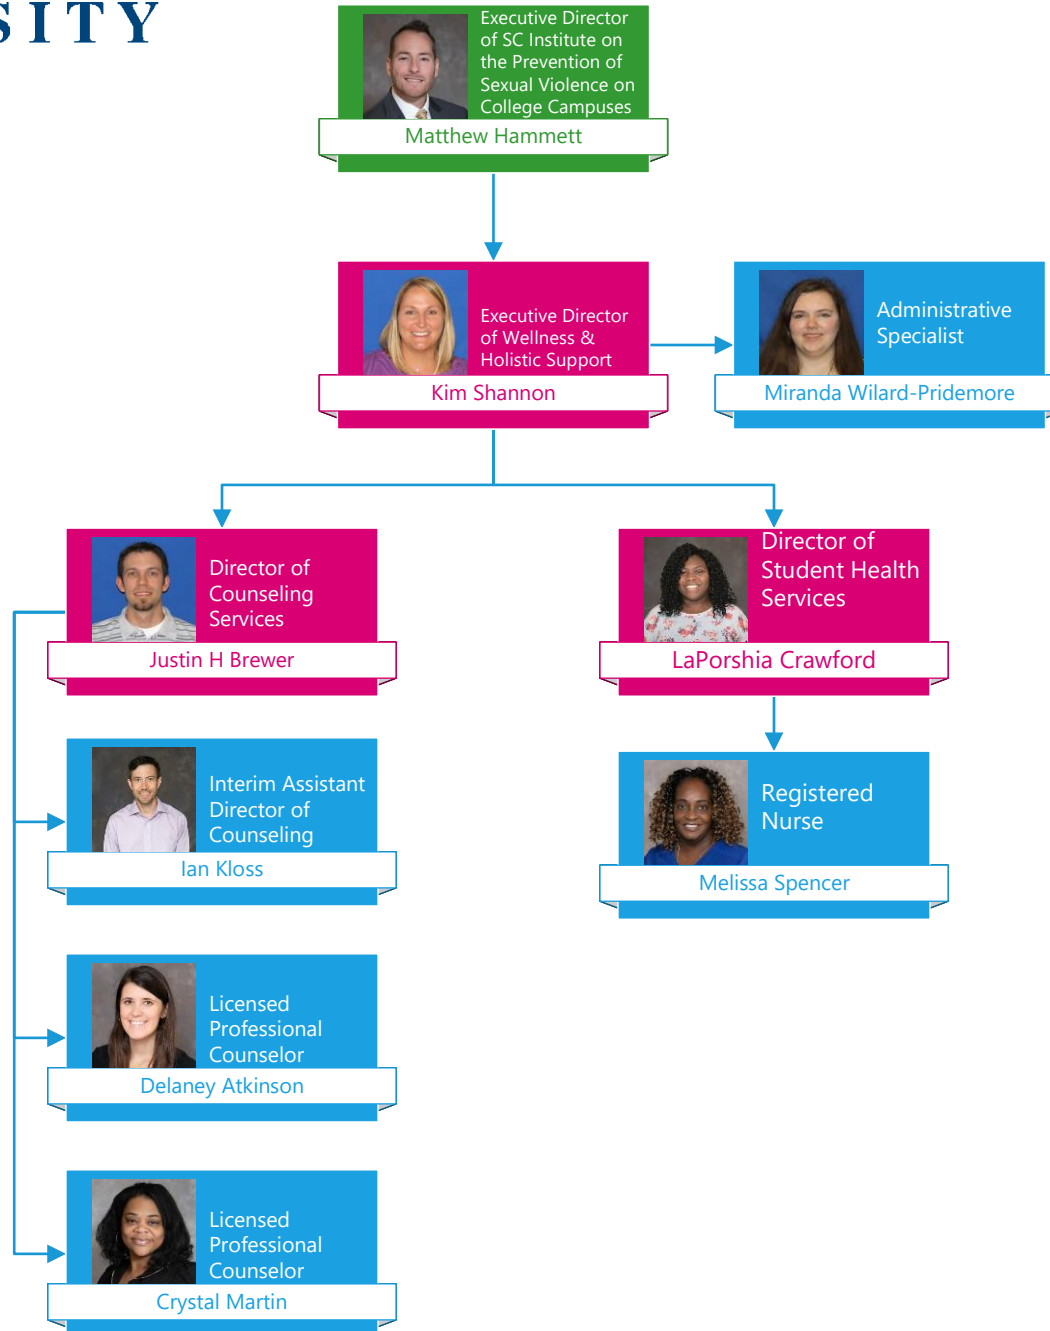 SITY
Executive Director
of SC Institute on
the Prevention of
Sexual Violence on
College Campuses
Matthew Hammett
Executive Director
of Wellness &
Holistic Support
Kim Shannon
Administrative
Specialist
Miranda Wilard-Pridemore
Director of
Counseling
Services
Justin H Brewer
Director of
Student Health
Services
LaPorshia Crawford
Interim Assistant
Director of
Counseling
Ian Kloss
Registered
Nurse
Melissa Spencer
Licensed
Professional
Counselor
Delaney Atkinson
Licensed
Professional
Counselor
Crystal Martin